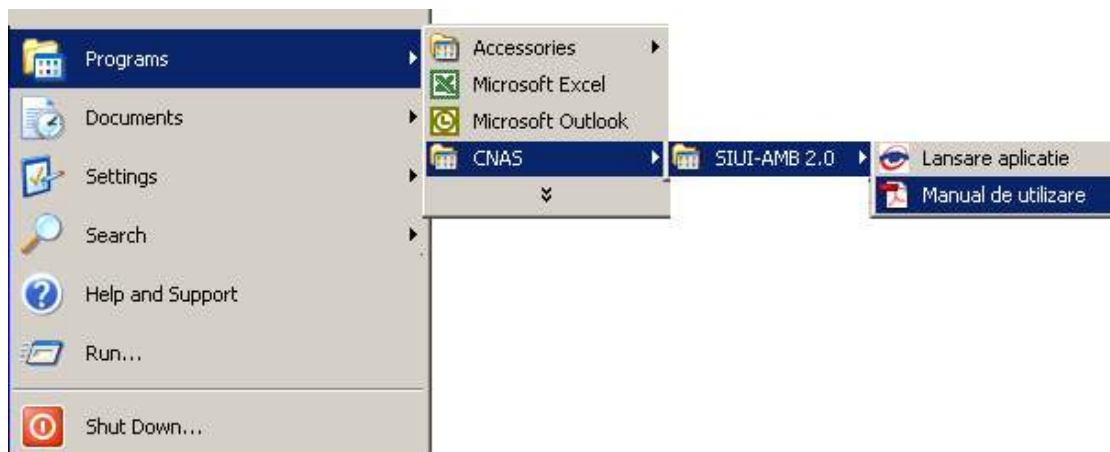 Programs
Documents
Settings
Search
Help and Support
Run...
Shut Down...
Accessories
Microsoft Excel
Microsoft Outlook
CNAS
SIUI-AMB 2.0
Lansare aplicatie
Manual de utilizare